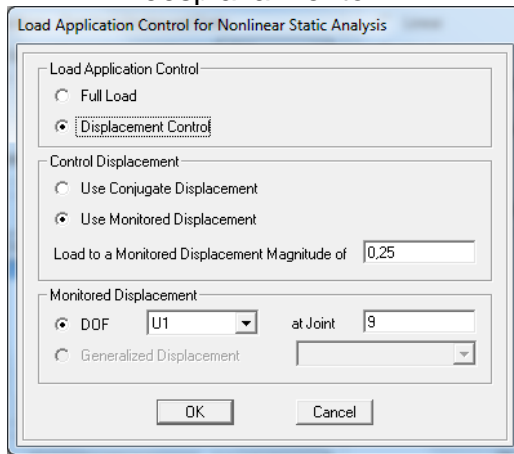 Load Application Control for Nonlinear Static Analysis
Load Application Control
Full Load
Displacement Control
Control Displacement
Use Conjugate Displacement
Use Monitored Displacement
Load to a Monitored Displacement Magnitude of 0,25
Monitored Displacement
DOF U1 at Joint 9
Generalized Displacement
OK Cancel